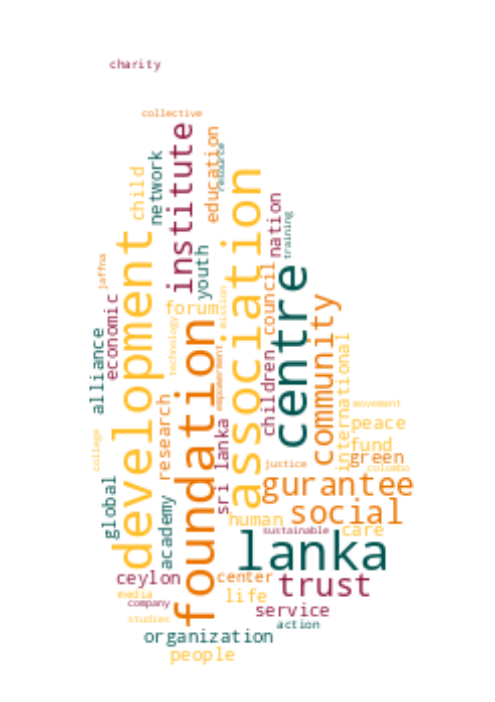 charity
collective
institute
education
resource
network
child
association
nation
training
development
youth
centre
council
jaffna
economic
mission
forum
community
foundation
technology
alliance
international
children
empowerment
movement
research
peace
sri lanka
fund
college
green
justice
colombo
global
gurantee
academy
social
human
sustainable
care
lanka
ceylon
center
trust
media
life
company
service
studies
action
organization
people